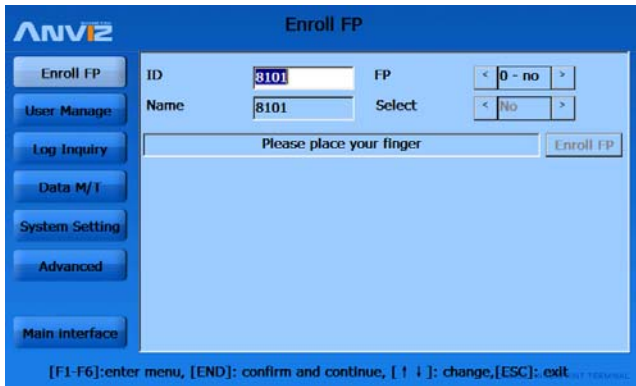 ANViZ
Enroll FP
Enroll FP
ID 8101 FP < 0 - no >
User Manage
Name 8101 Select < No >
Log Inquiry
Please place your finger Enroll FP
Data M/T
System Setting
Advanced
Main Interface
[F1-F6]:enter menu, [END]: confirm and continue, [ ↑ ↓ ]: change,[ESC]: exit